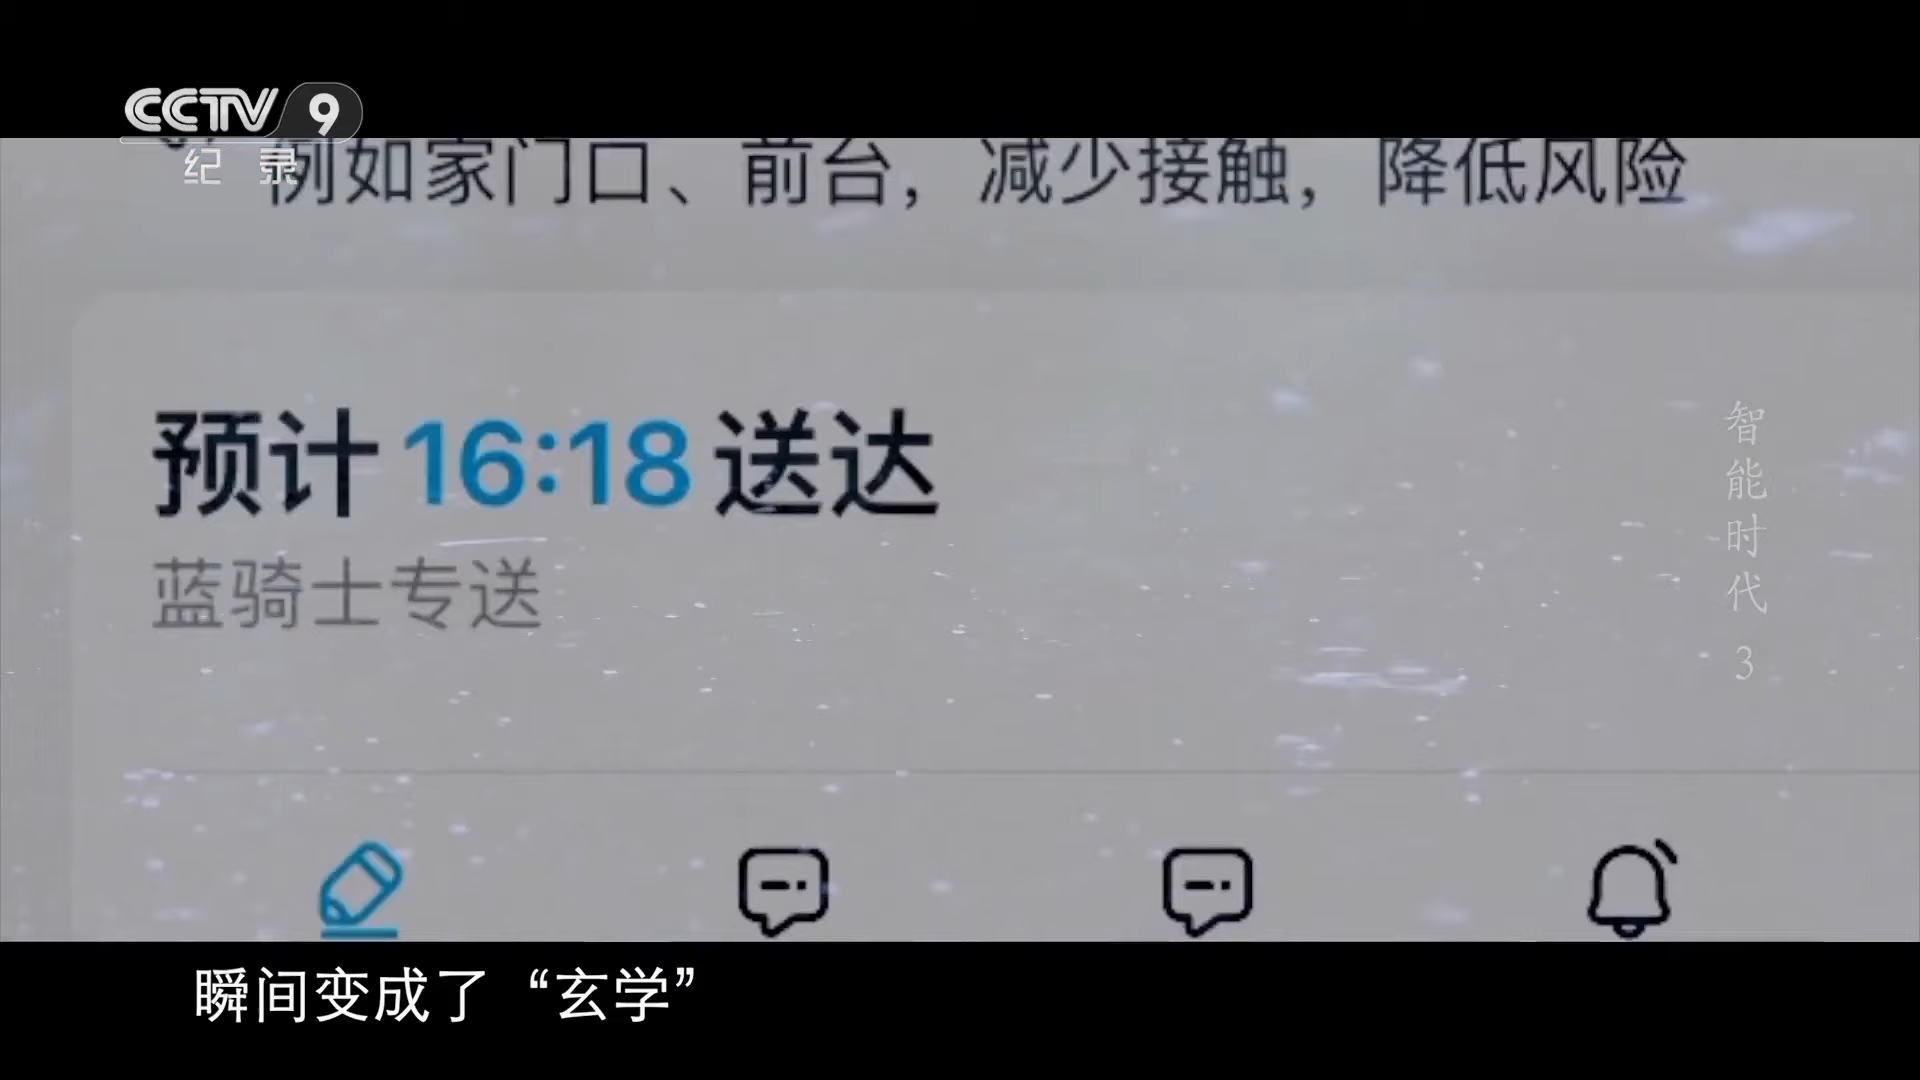 CCTV 9
纪录
例如家门口、前台，减少接触，降低风险
预计16:18送达
蓝骑士专送
智能时代 3
瞬间变成了“玄学”